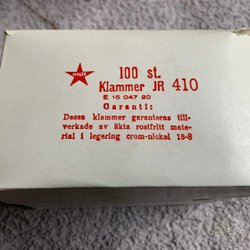 100 st.
Klammer JR 410
E 15 047 20
Garanti:
Dessa klammer garanteras till-
verkade av äkta rostfritt mate-
rial i legering crom-nickel 18-8